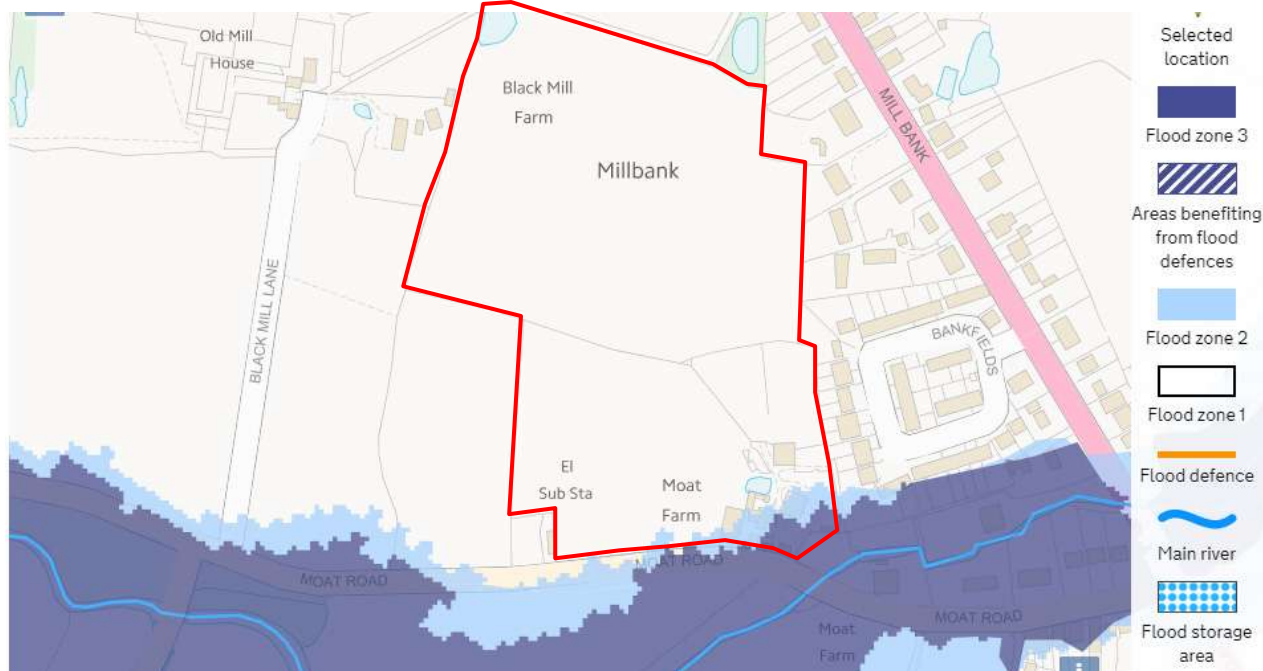 Old Mill
House
Black Mill
Farm
Millbank
MILL BANK
BLACK MILL LANE
BANKFIELDS
El
Sub Sta
Moat
Farm
MOAT ROAD
MOAT ROAD
MOAT ROAD
Moat
Farm
Selected
location
Flood zone 3
Areas benefiting
from flood
defences
Flood zone 2
Flood zone 1
Flood defence
Main river
Flood storage
area